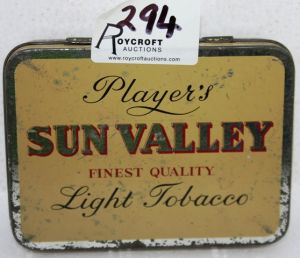 294
ROYCROFT
AUCTIONS
www.roycroftauctions.com
Player's
SUN VALLEY
FINEST QUALITY
Light Tobacco